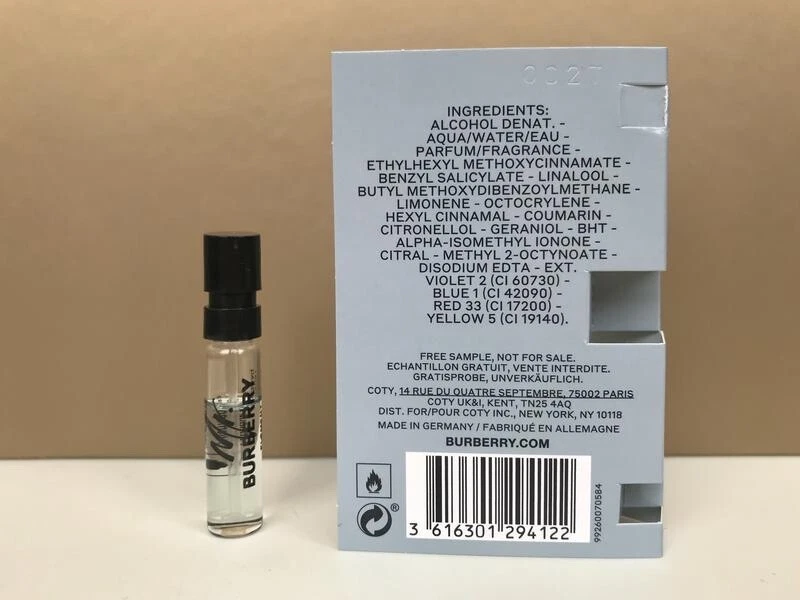 0027
INGREDIENTS:
ALCOHOL DENAT. -
AQUA/WATER/EAU -
PARFUM/FRAGRANCE -
ETHYLHEXYL METHOXYCINNAMATE -
BENZYL SALICYLATE - LINALOOL -
BUTYL METHOXYDIBENZOYLMETHANE -
LIMONENE - OCTOCRYLENE -
HEXYL CINNAMAL - COUMARIN -
CITRONELLOL - GERANIOL - BHT -
ALPHA-ISOMETHYL IONONE -
CITRAL - METHYL 2-OCTYNOATE -
DISODIUM EDTA - EXT.
VIOLET 2 (CI 60730) -
BLUE 1 (CI 42090) -
RED 33 (CI 17200) -
YELLOW 5 (CI 19140).
FREE SAMPLE, NOT FOR SALE.
ECHANTILLON GRATUIT, VENTE INTERDITE.
GRATISPROBE, UNVERKÄUFLICH.
COTY, 14 RUE DU QUATRE SEPTEMBRE, 75002 PARIS
COTY UK&I, KENT, TN25 4AQ
DIST. FOR/POUR COTY INC., NEW YORK, NY 10118
MADE IN GERMANY / FABRIQUÉ EN ALLEMAGNE
BURBERRY.COM
®
3 616301 294122
99260070584
Mr.
BURBERRY